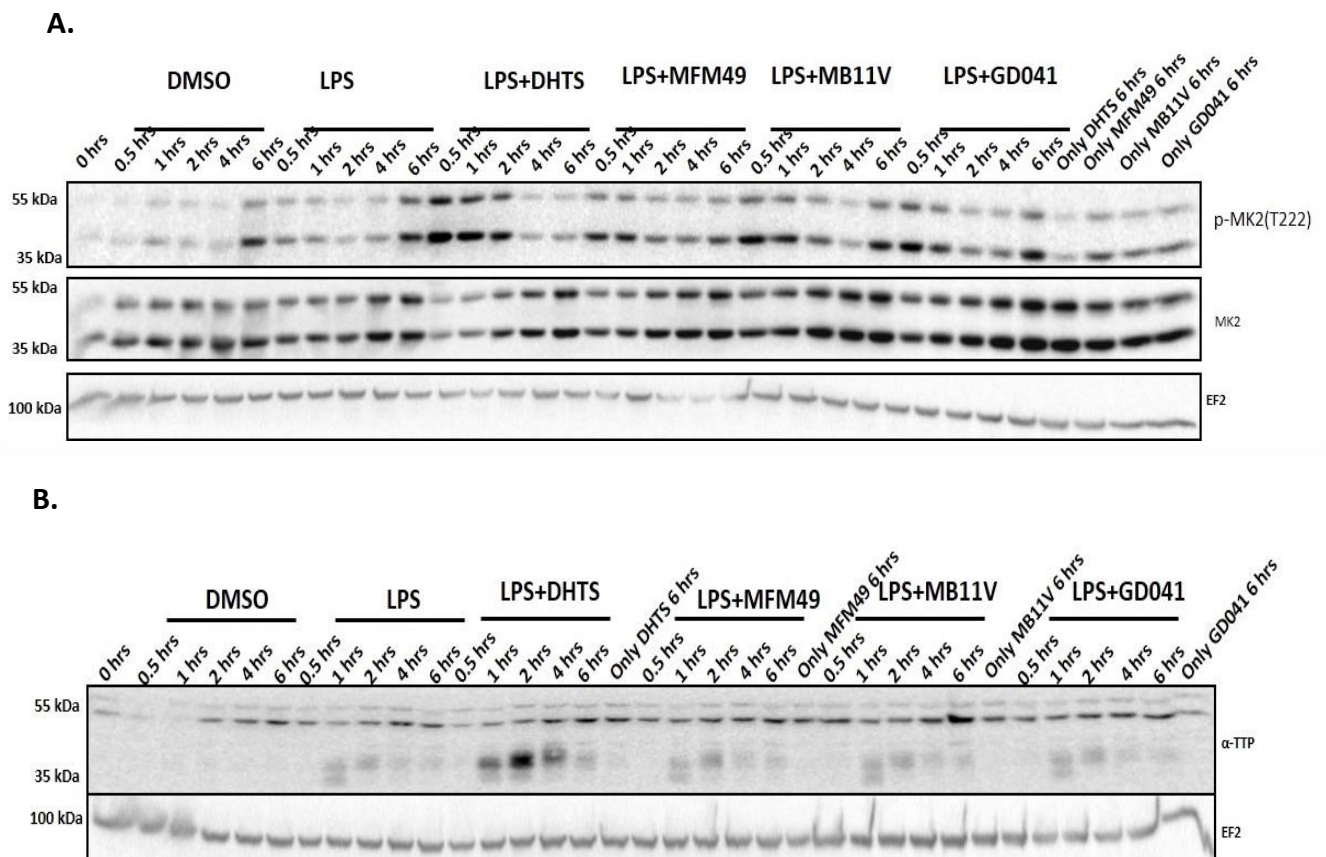 A.
DMSO LPS LPS+DHTS LPS+MFM49 LPS+MB11V LPS+GD041
0 hrs 0.5 hrs 1 hrs 2 hrs 4 hrs 6 hrs 0.5 hrs 1 hrs 2 hrs 4 hrs 6 hrs 0.5 hrs 1 hrs 2 hrs 4 hrs 6 hrs 0.5 hrs 1 hrs 2 hrs 4 hrs 6 hrs 0.5 hrs 1 hrs 2 hrs 4 hrs 6 hrs 0.5 hrs 1 hrs 2 hrs 4 hrs 6 hrs Only DHTS 6 hrs Only MFM49 6 hrs Only MB11V 6 hrs Only GD041 6 hrs
55 kDa
p-MK2(T222)
35 kDa
55 kDa
MK2
35 kDa
100 kDa EF2
B.
DMSO LPS LPS+DHTS LPS+MFM49 LPS+MB11V LPS+GD041
0 hrs 0.5 hrs 1 hrs 2 hrs 4 hrs 6 hrs 0.5 hrs 1 hrs 2 hrs 4 hrs 6 hrs 0.5 hrs 1 hrs 2 hrs 4 hrs 6 hrs Only DHTS 6 hrs 0.5 hrs 1 hrs 2 hrs 4 hrs 6 hrs Only MFM49 6 hrs 0.5 hrs 1 hrs 2 hrs 4 hrs 6 hrs Only MB11V 6 hrs 0.5 hrs 1 hrs 2 hrs 4 hrs 6 hrs Only GD041 6 hrs
55 kDa
α-TTP
35 kDa
100 kDa
EF2